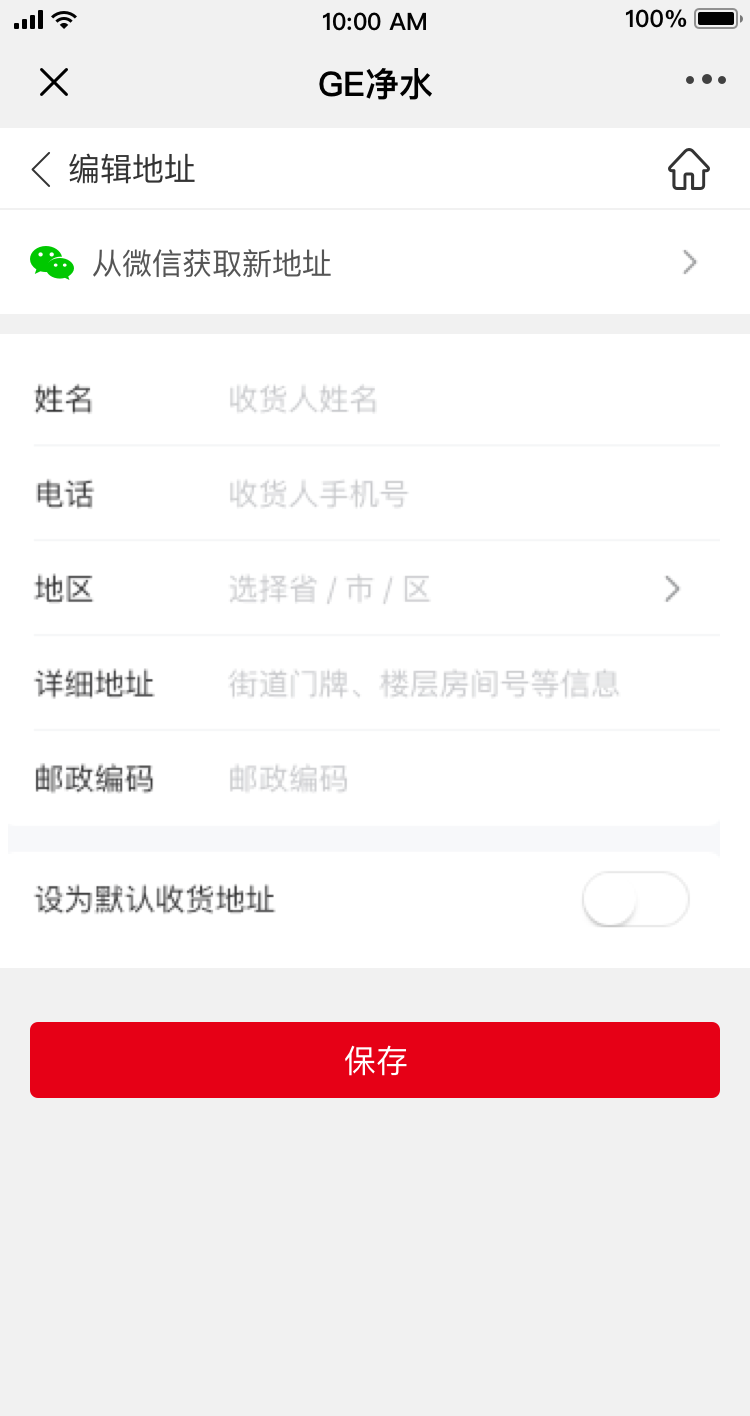 10:00 AM
100%
GE净水
编辑地址
从微信获取新地址
姓名 收货人姓名
电话 收货人手机号
地区 选择省 / 市 / 区
详细地址 街道门牌、楼层房间号等信息
邮政编码 邮政编码
设为默认收货地址
保存